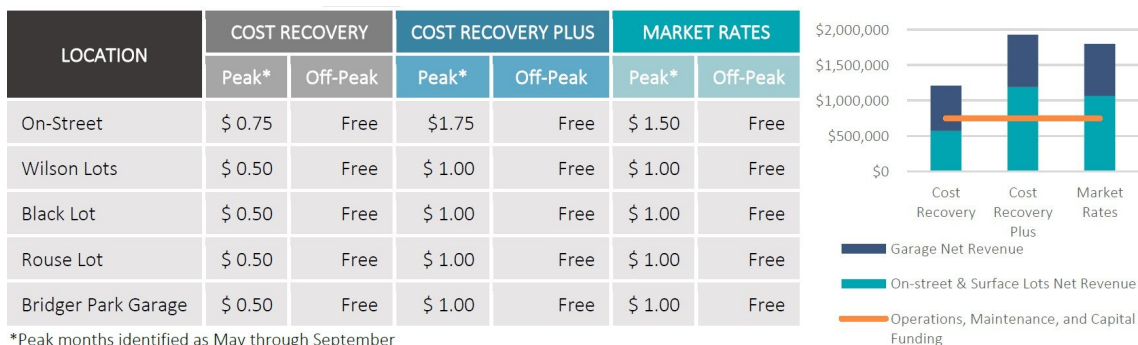 LOCATION COST RECOVERY COST RECOVERY PLUS MARKET RATES
Peak* Off-Peak Peak* Off-Peak Peak* Off-Peak
On-Street $ 0.75 Free $1.75 Free $ 1.50 Free
Wilson Lots $ 0.50 Free $ 1.00 Free $ 1.00 Free
Black Lot $ 0.50 Free $ 1.00 Free $ 1.00 Free
Rouse Lot $ 0.50 Free $ 1.00 Free $ 1.00 Free
Bridger Park Garage $ 0.50 Free $ 1.00 Free $ 1.00 Free
*Peak months identified as May through September
$2,000,000
$1,500,000
$1,000,000
$500,000
$0
Cost Cost Market
Recovery Recovery Rates
Plus
Garage Net Revenue
On-street & Surface Lots Net Revenue
Operations, Maintenance, and Capital
Funding